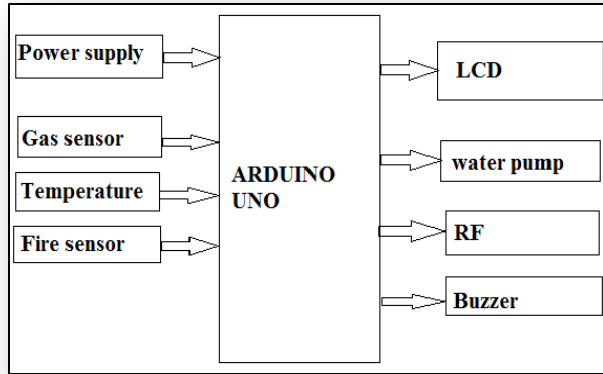 Power supply
Gas sensor
Temperature
Fire sensor
ARDUINO
UNO
LCD
water pump
RF
Buzzer